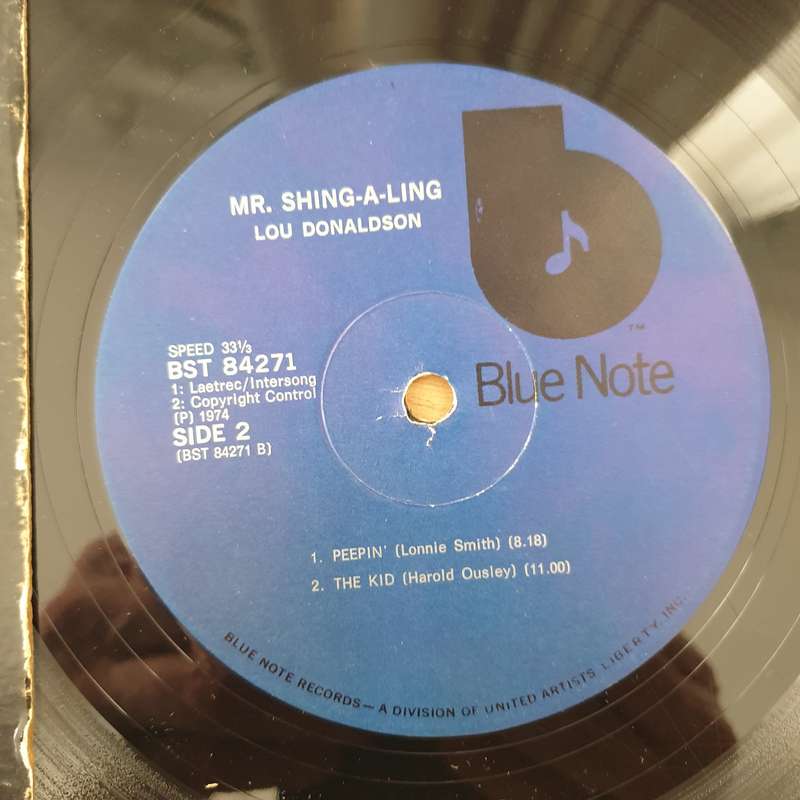 MR. SHING-A-LING
LOU DONALDSON
SPEED 33⅓
BST 84271
1: Laetrec/Intersong
2: Copyright Control
(P) 1974
SIDE 2
(BST 84271 B)
TM
Blue Note
1. PEEPIN' (Lonnie Smith) (8.18)
2. THE KID (Harold Ousley) (11.00)
BLUE NOTE RECORDS—A DIVISION OF UNITED ARTISTS LIBERTY, INC.